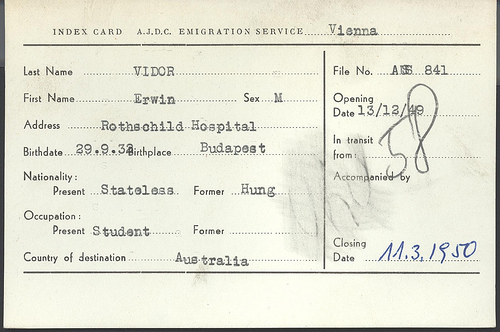 INDEX CARD A.J.D.C. EMIGRATION SERVICE Vienna
Last Name VIDOR
First Name Erwin Sex M
Address Rothschild Hospital
Birthdate 29.9.32 Birthplace Budapest
Nationality:
Present Stateless Former Hung
Occupation:
Present Student Former
Country of destination Australia
File No. AUS 841
Opening
Date 13/12/49
In transit
from:
58
Accompanied by
Closing
Date 11.3.1950